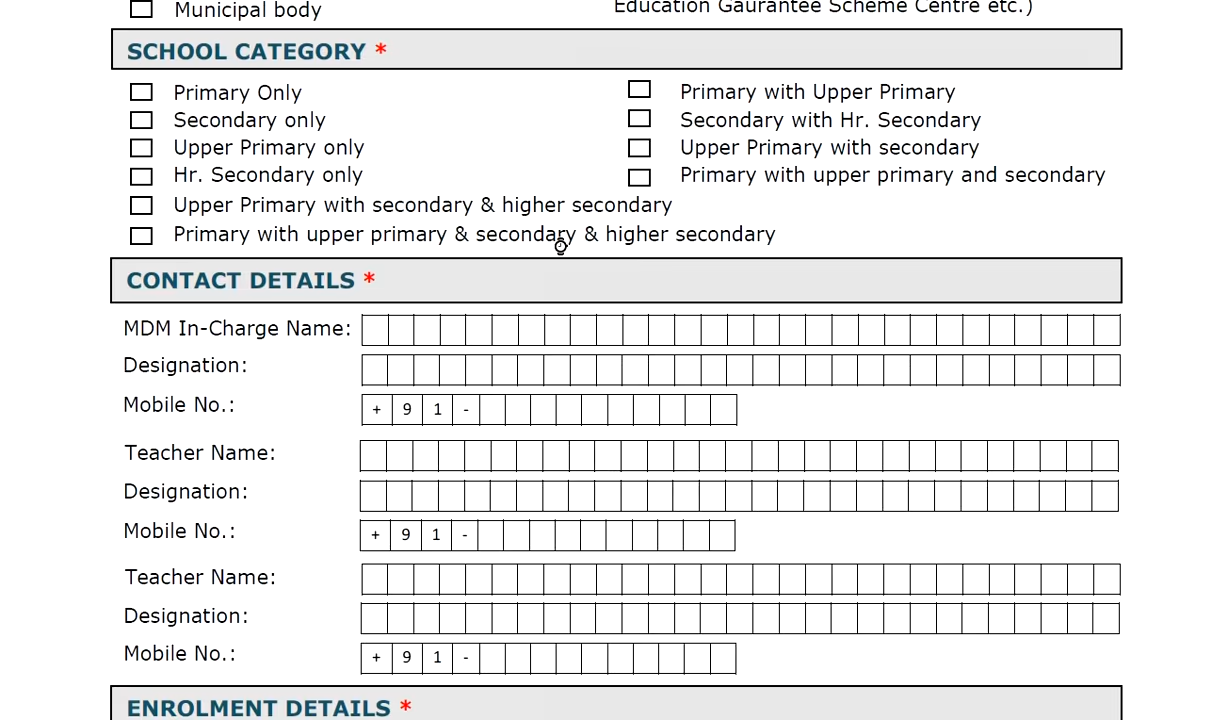 Municipal body
Education Gaurantee Scheme Centre etc.)
SCHOOL CATEGORY *
Primary Only
Primary with Upper Primary
Secondary only
Secondary with Hr. Secondary
Upper Primary only
Upper Primary with secondary
Hr. Secondary only
Primary with upper primary and secondary
Upper Primary with secondary & higher secondary
Primary with upper primary & secondary & higher secondary
CONTACT DETAILS *
MDM In-Charge Name:
Designation:
Mobile No.: + 9 1 -
Teacher Name:
Designation:
Mobile No.: + 9 1 -
Teacher Name:
Designation:
Mobile No.: + 9 1 -
ENROLMENT DETAILS *